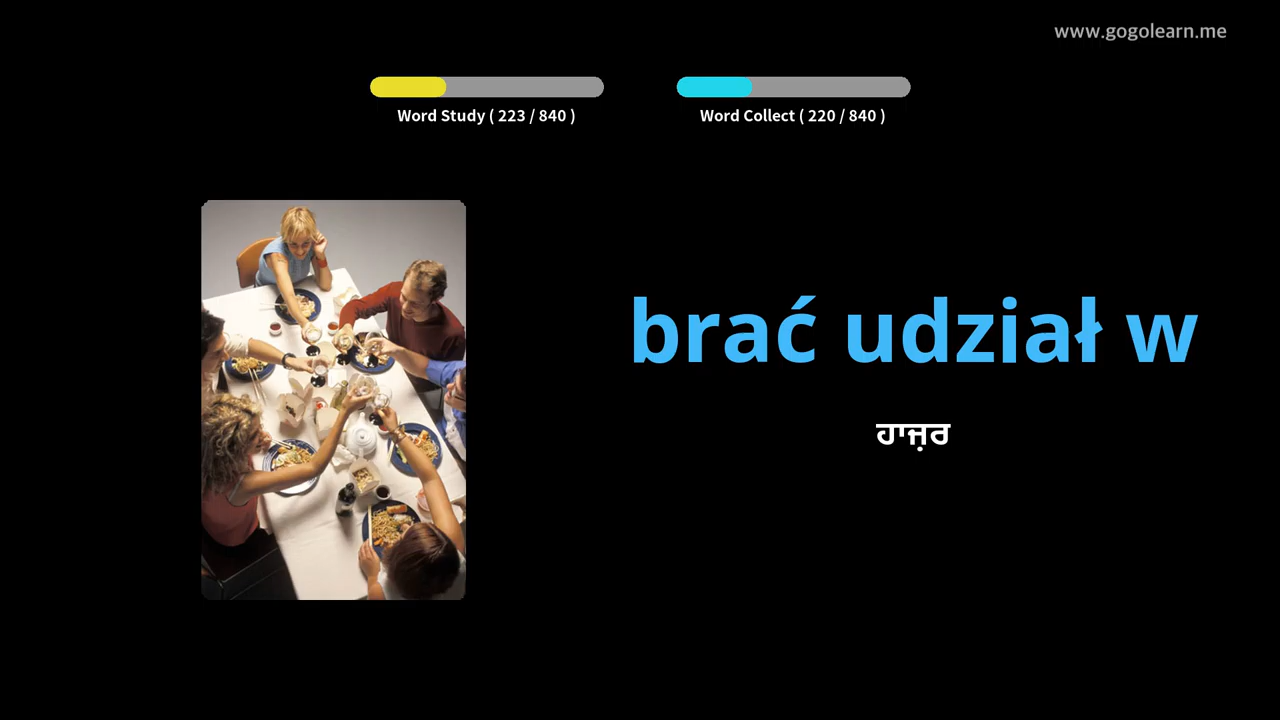 www.gogolearn.me
Word Study ( 223 / 840 )
Word Collect ( 220 / 840 )
brać udział w
ਹਾਜ਼ਰ